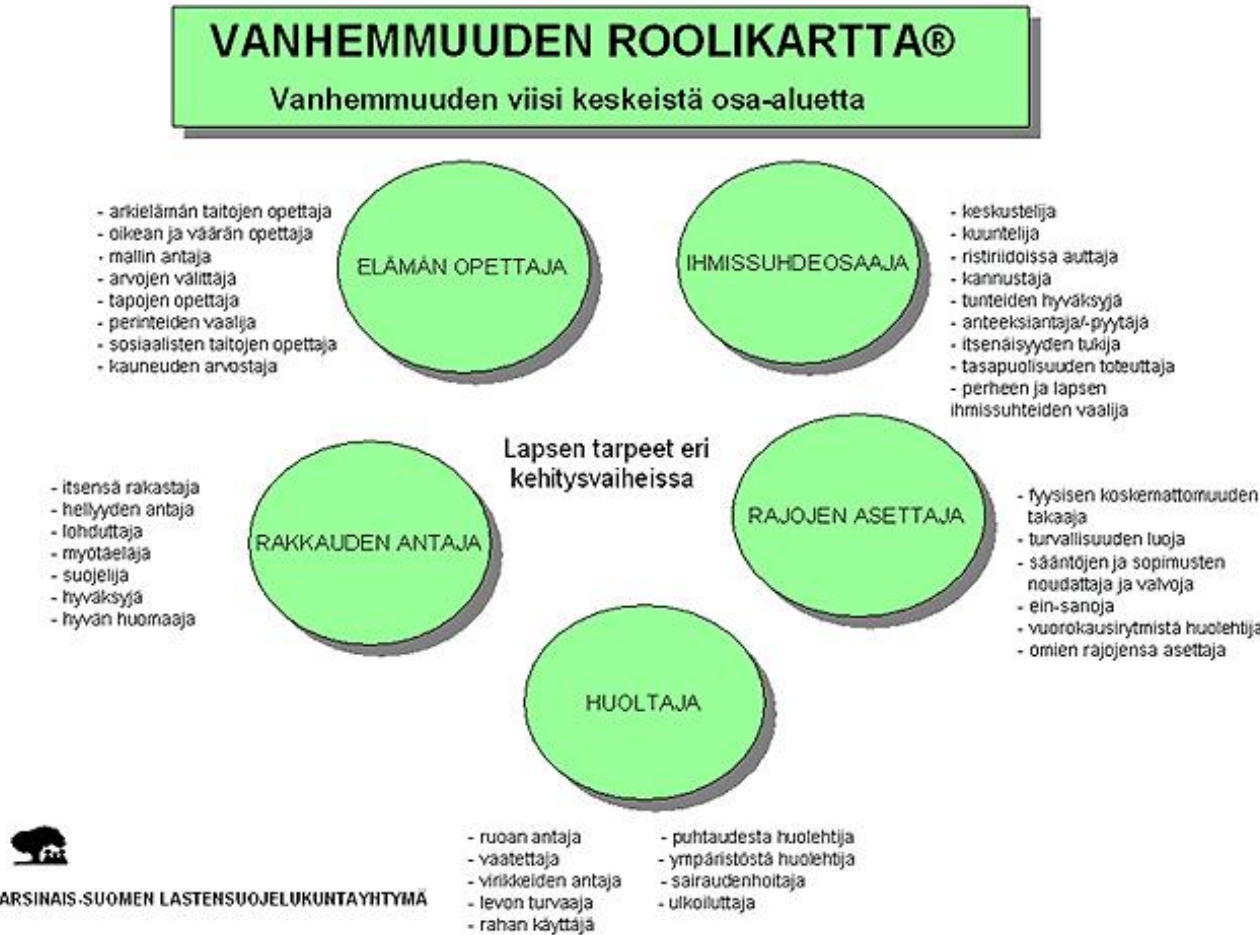 VANHEMMUUDEN ROOLIKARTTA®
Vanhemmuuden viisi keskeistä osa-aluetta
- arkielämän taitojen opettaja
- oikean ja väärän opettaja
- mallin antaja
- arvojen välittäjä
- tapojen opettaja
- perinteiden vaalija
- sosiaalisten taitojen opettaja
- kauneuden arvostaja
ELÄMÄN OPETTAJA
IHMISSUHDEOSAAJA
- keskustelija
- kuuntelija
- ristiriidoissa auttaja
- kannustaja
- tunteiden hyväksyjä
- anteeksiantaja/-pyytäjä
- itsenäisyyden tukija
- tasapuolisuuden toteuttaja
- perheen ja lapsen
ihmissuhteiden vaalija
Lapsen tarpeet eri
kehitysvaiheissa
- itsensä rakastaja
- hellyyden antaja
- lohduttaja
- myötäeläjä
- suojelija
- hyväksyjä
- hyvän huomaaja
RAKKAUDEN ANTAJA
RAJOJEN ASETTAJA
- fyysisen koskemattomuuden
takaaja
- turvallisuuden luoja
- sääntöjen ja sopimusten
noudattaja ja valvoja
- ein-sanoja
- vuorokausirytmistä huolehtija
- omien rajojensa asettaja
HUOLTAJA
- ruoan antaja
- vaatettaja
- virikkeiden antaja
- levon turvaaja
- rahan käyttäjä
- puhtaudesta huolehtija
- ympäristöstä huolehtija
- sairaudenhoitaja
- ulkoiluttaja
ARSINAIS-SUOMEN LASTENSUOJELUKUNTAYHTYMÄ